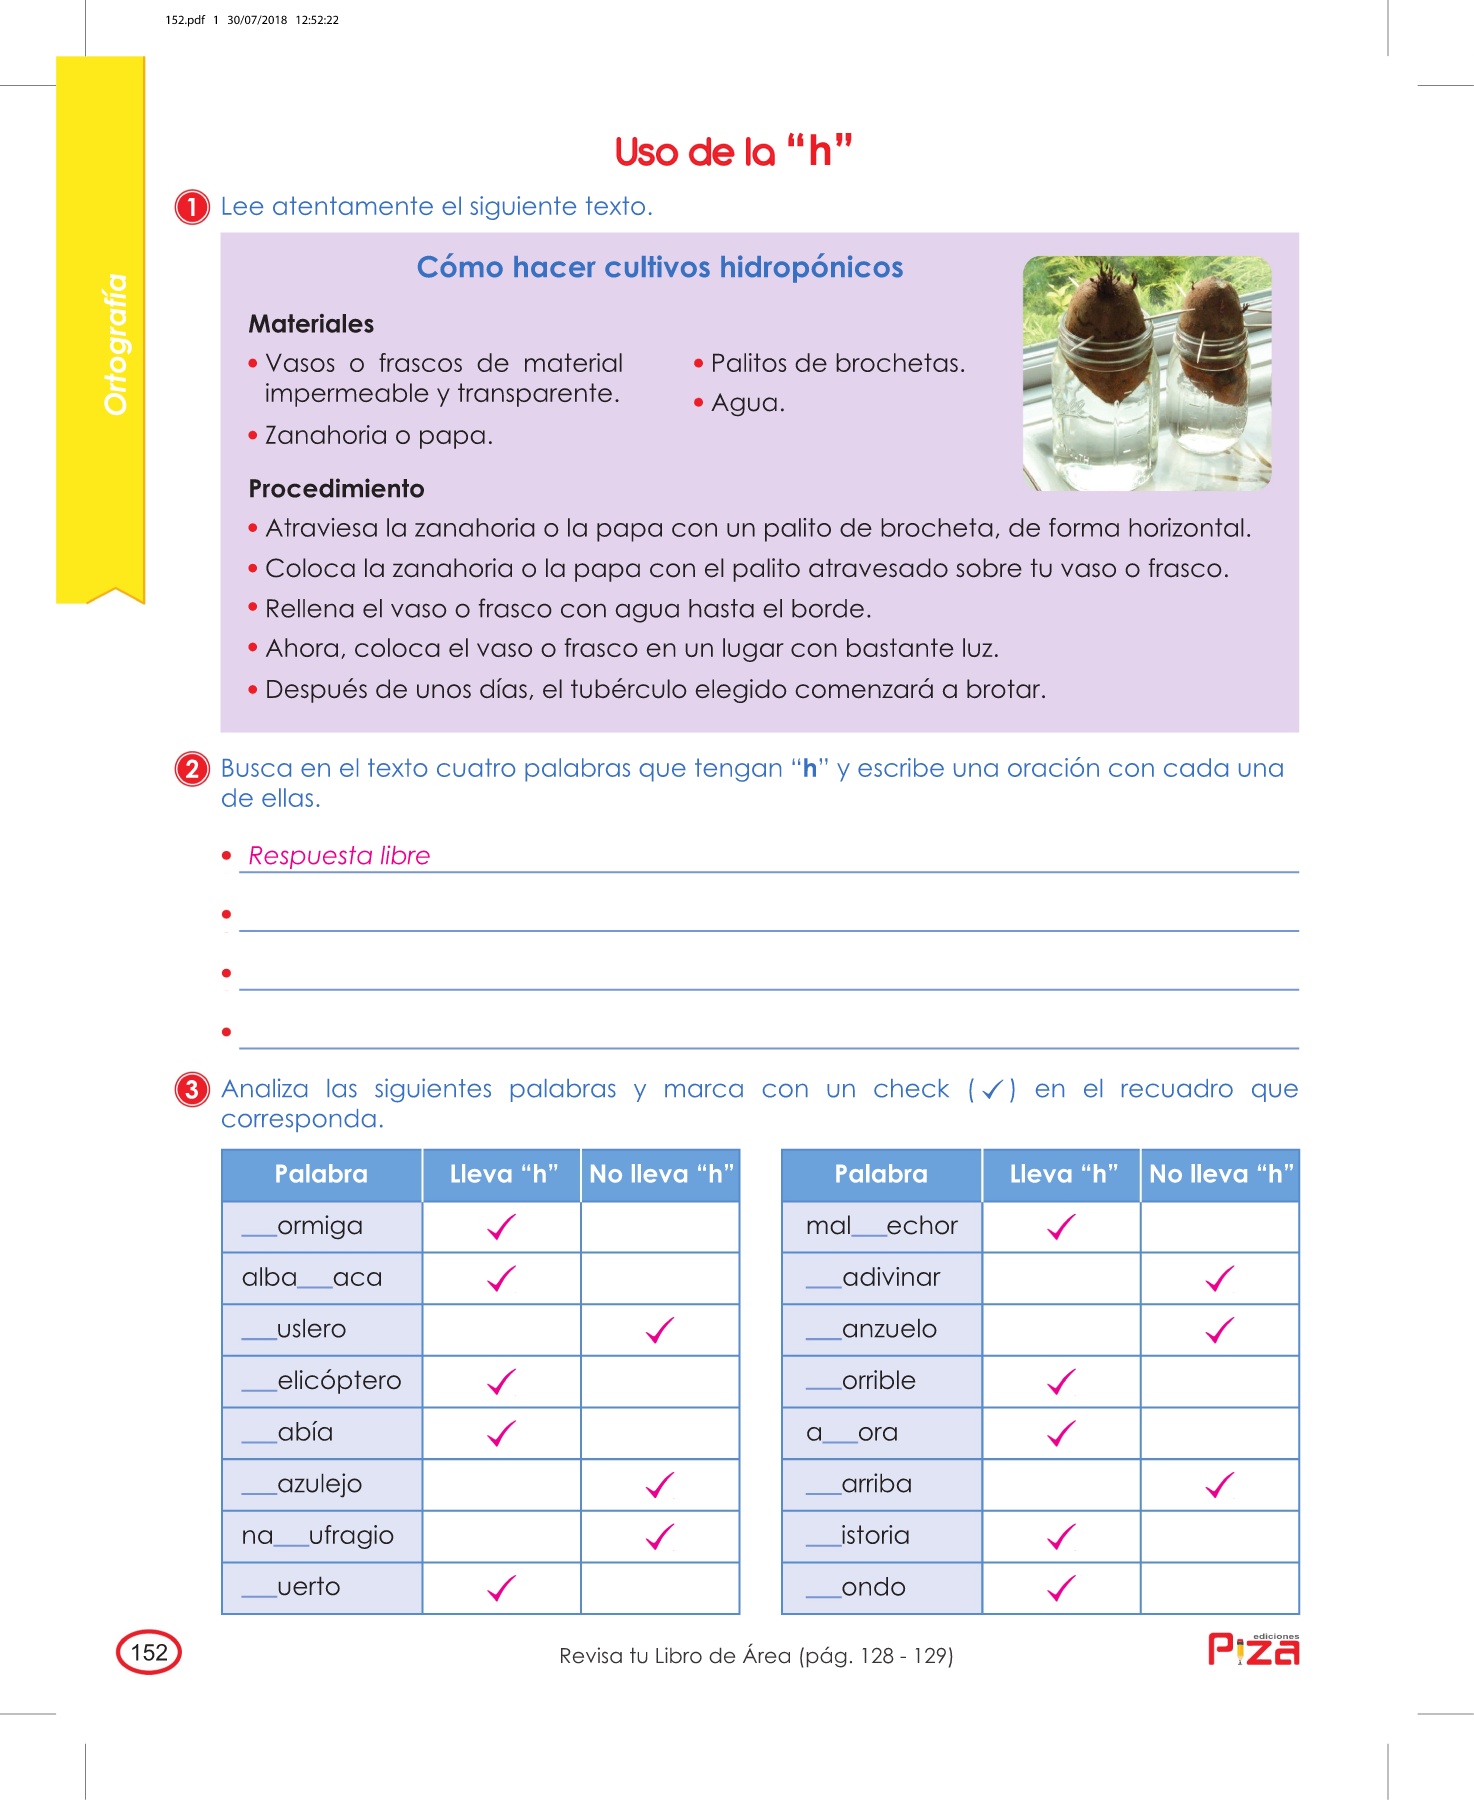 152.pdf 1 30/07/2018 12:52:22
Ortografía
Uso de la “h”
1 Lee atentamente el siguiente texto.
Cómo hacer cultivos hidropónicos
Materiales
• Vasos o frascos de material
impermeable y transparente.
• Zanahoria o papa.
• Palitos de brochetas.
• Agua.
Procedimiento
• Atraviesa la zanahoria o la papa con un palito de brocheta, de forma horizontal.
• Coloca la zanahoria o la papa con el palito atravesado sobre tu vaso o frasco.
• Rellena el vaso o frasco con agua hasta el borde.
• Ahora, coloca el vaso o frasco en un lugar con bastante luz.
• Después de unos días, el tubérculo elegido comenzará a brotar.
2 Busca en el texto cuatro palabras que tengan “h” y escribe una oración con cada una
de ellas.
• Respuesta libre
3 Analiza las siguientes palabras y marca con un check (✓) en el recuadro que
corresponda.
Palabra Lleva “h” No lleva “h”
___ormiga ✓
alba___aca ✓
___uslero ✓
___elicóptero ✓
___abía ✓
___azulejo ✓
na___ufragio ✓
___uerto ✓
Palabra Lleva “h” No lleva “h”
mal___echor ✓
___adivinar ✓
___anzuelo ✓
___orrible ✓
a___ora ✓
___arriba ✓
___istoria ✓
___ondo ✓
152
Revisa tu Libro de Área (pág. 128 - 129)
ediciones
Piza